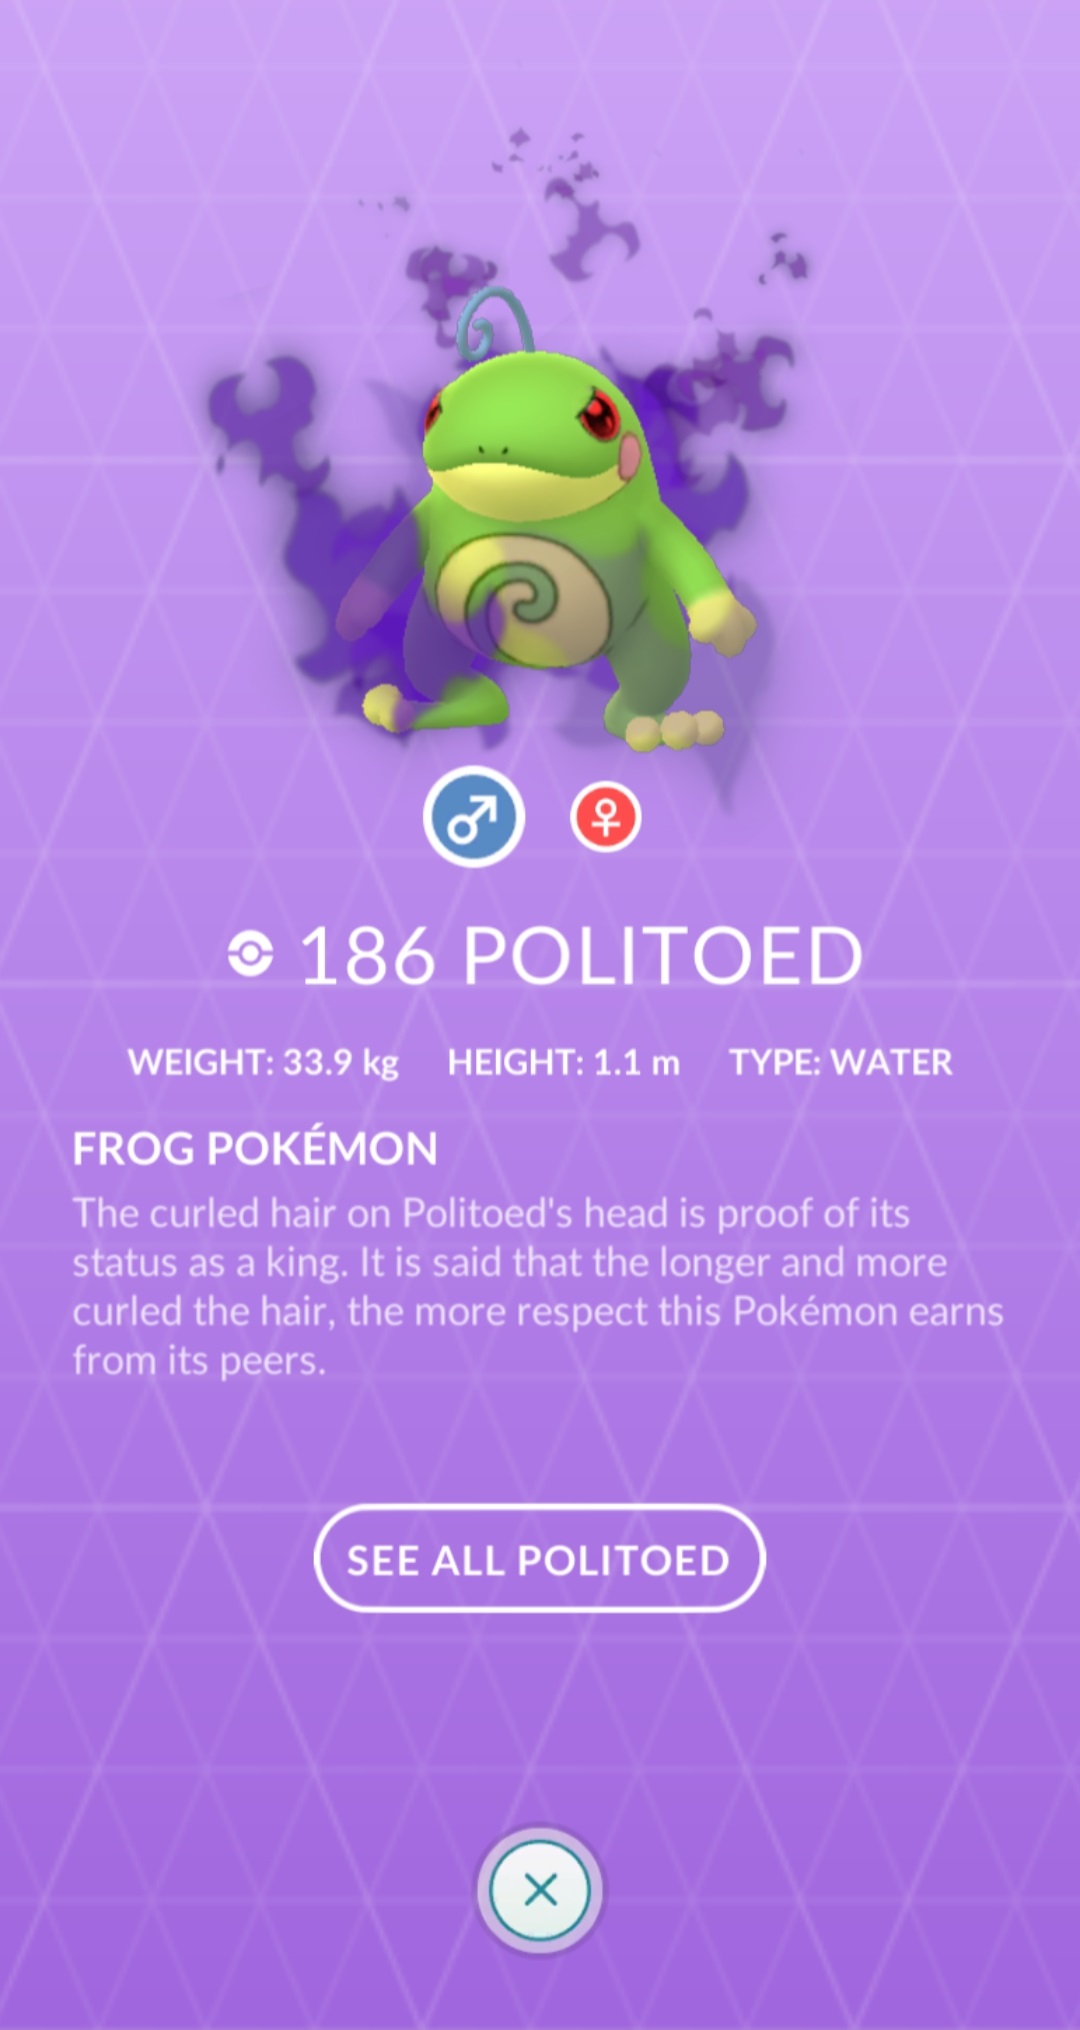 186 POLITOED
WEIGHT: 33.9 kg HEIGHT: 1.1 m TYPE: WATER
FROG POKÉMON
The curled hair on Politoed's head is proof of its
status as a king. It is said that the longer and more
curled the hair, the more respect this Pokémon earns
from its peers.
SEE ALL POLITOED